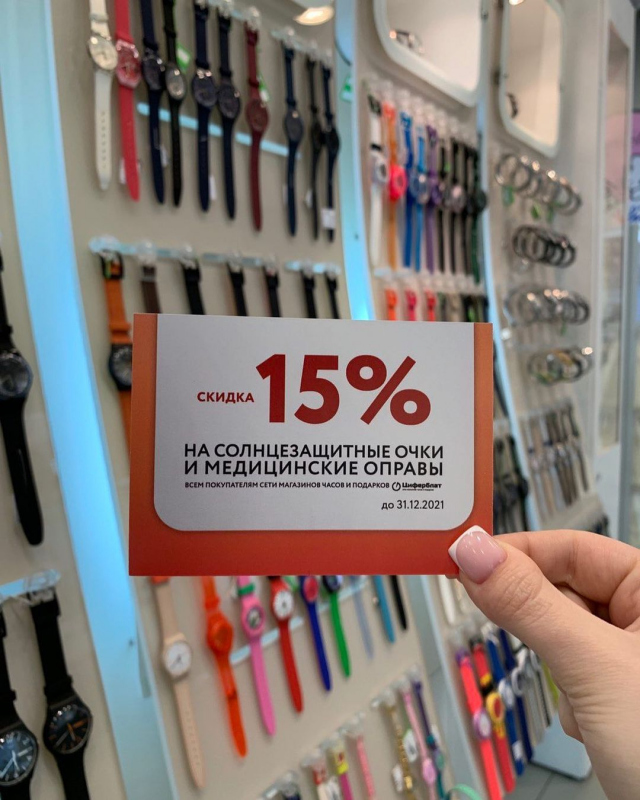 СКИДКА 15%
НА СОЛНЦЕЗАЩИТНЫЕ ОЧКИ
И МЕДИЦИНСКИЕ ОПРАВЫ
ВСЕМ ПОКУПАТЕЛЯМ СЕТИ МАГАЗИНОВ ЧАСОВ И ПОДАРКОВ Циферблат
до 31.12.2021